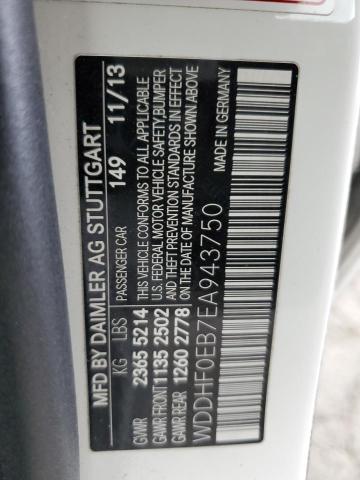 MFD BY DAIMLER AG STUTTGART
KG LBS PASSENGER CAR 149 11/13
GVWR 2365 5214 THIS VEHICLE CONFORMS TO ALL APPLICABLE
GAWR FRONT 1135 2502 U.S. FEDERAL MOTOR VEHICLE SAFETY,BUMPER
GAWR REAR 1260 2778 AND THEFT PREVENTION STANDARDS IN EFFECT
ON THE DATE OF MANUFACTURE SHOWN ABOVE
WDDHF0EB7EA943750 MADE IN GERMANY